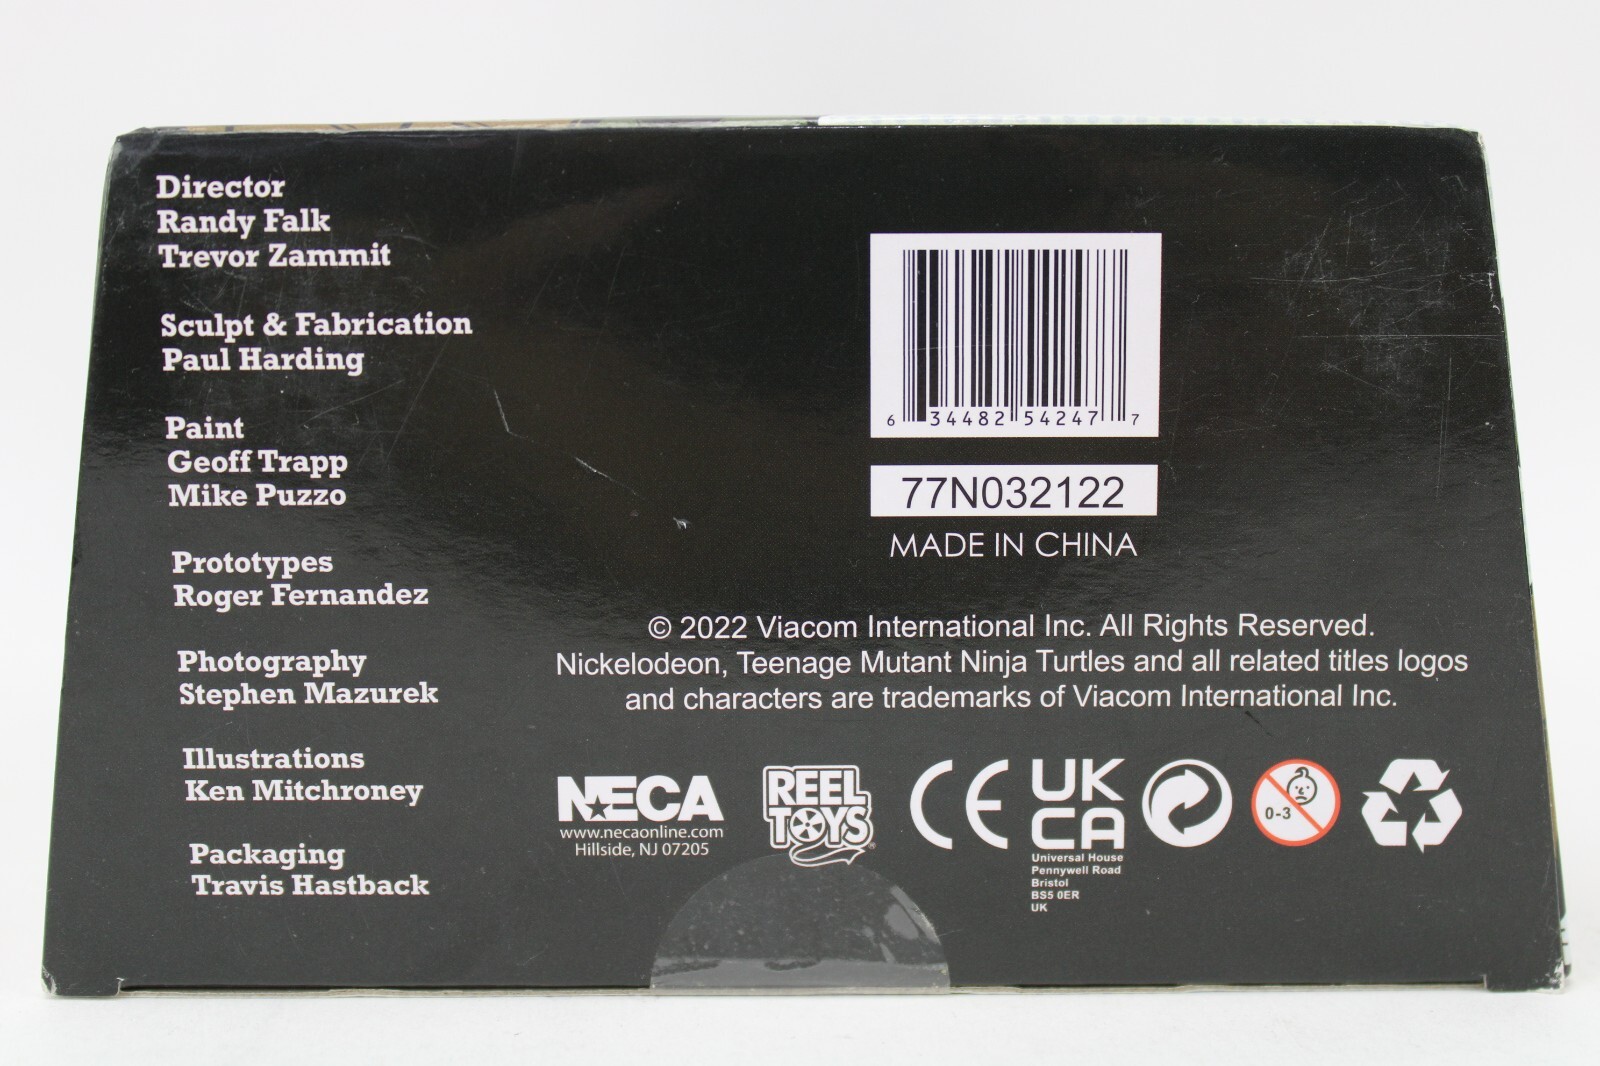 Director
Randy Falk
Trevor Zammit
Sculpt & Fabrication
Paul Harding
Paint
Geoff Trapp
Mike Puzzo
Prototypes
Roger Fernandez
Photography
Stephen Mazurek
Illustrations
Ken Mitchroney
Packaging
Travis Hastback
6 34482 54247 7
77N032122
MADE IN CHINA
© 2022 Viacom International Inc. All Rights Reserved.
Nickelodeon, Teenage Mutant Ninja Turtles and all related titles logos
and characters are trademarks of Viacom International Inc.
NECA
www.necaonline.com
Hillside, NJ 07205
REEL
TOYS®
CE
UK
CA
Universal House
Pennywell Road
Bristol
BS5 0ER
UK
0-3